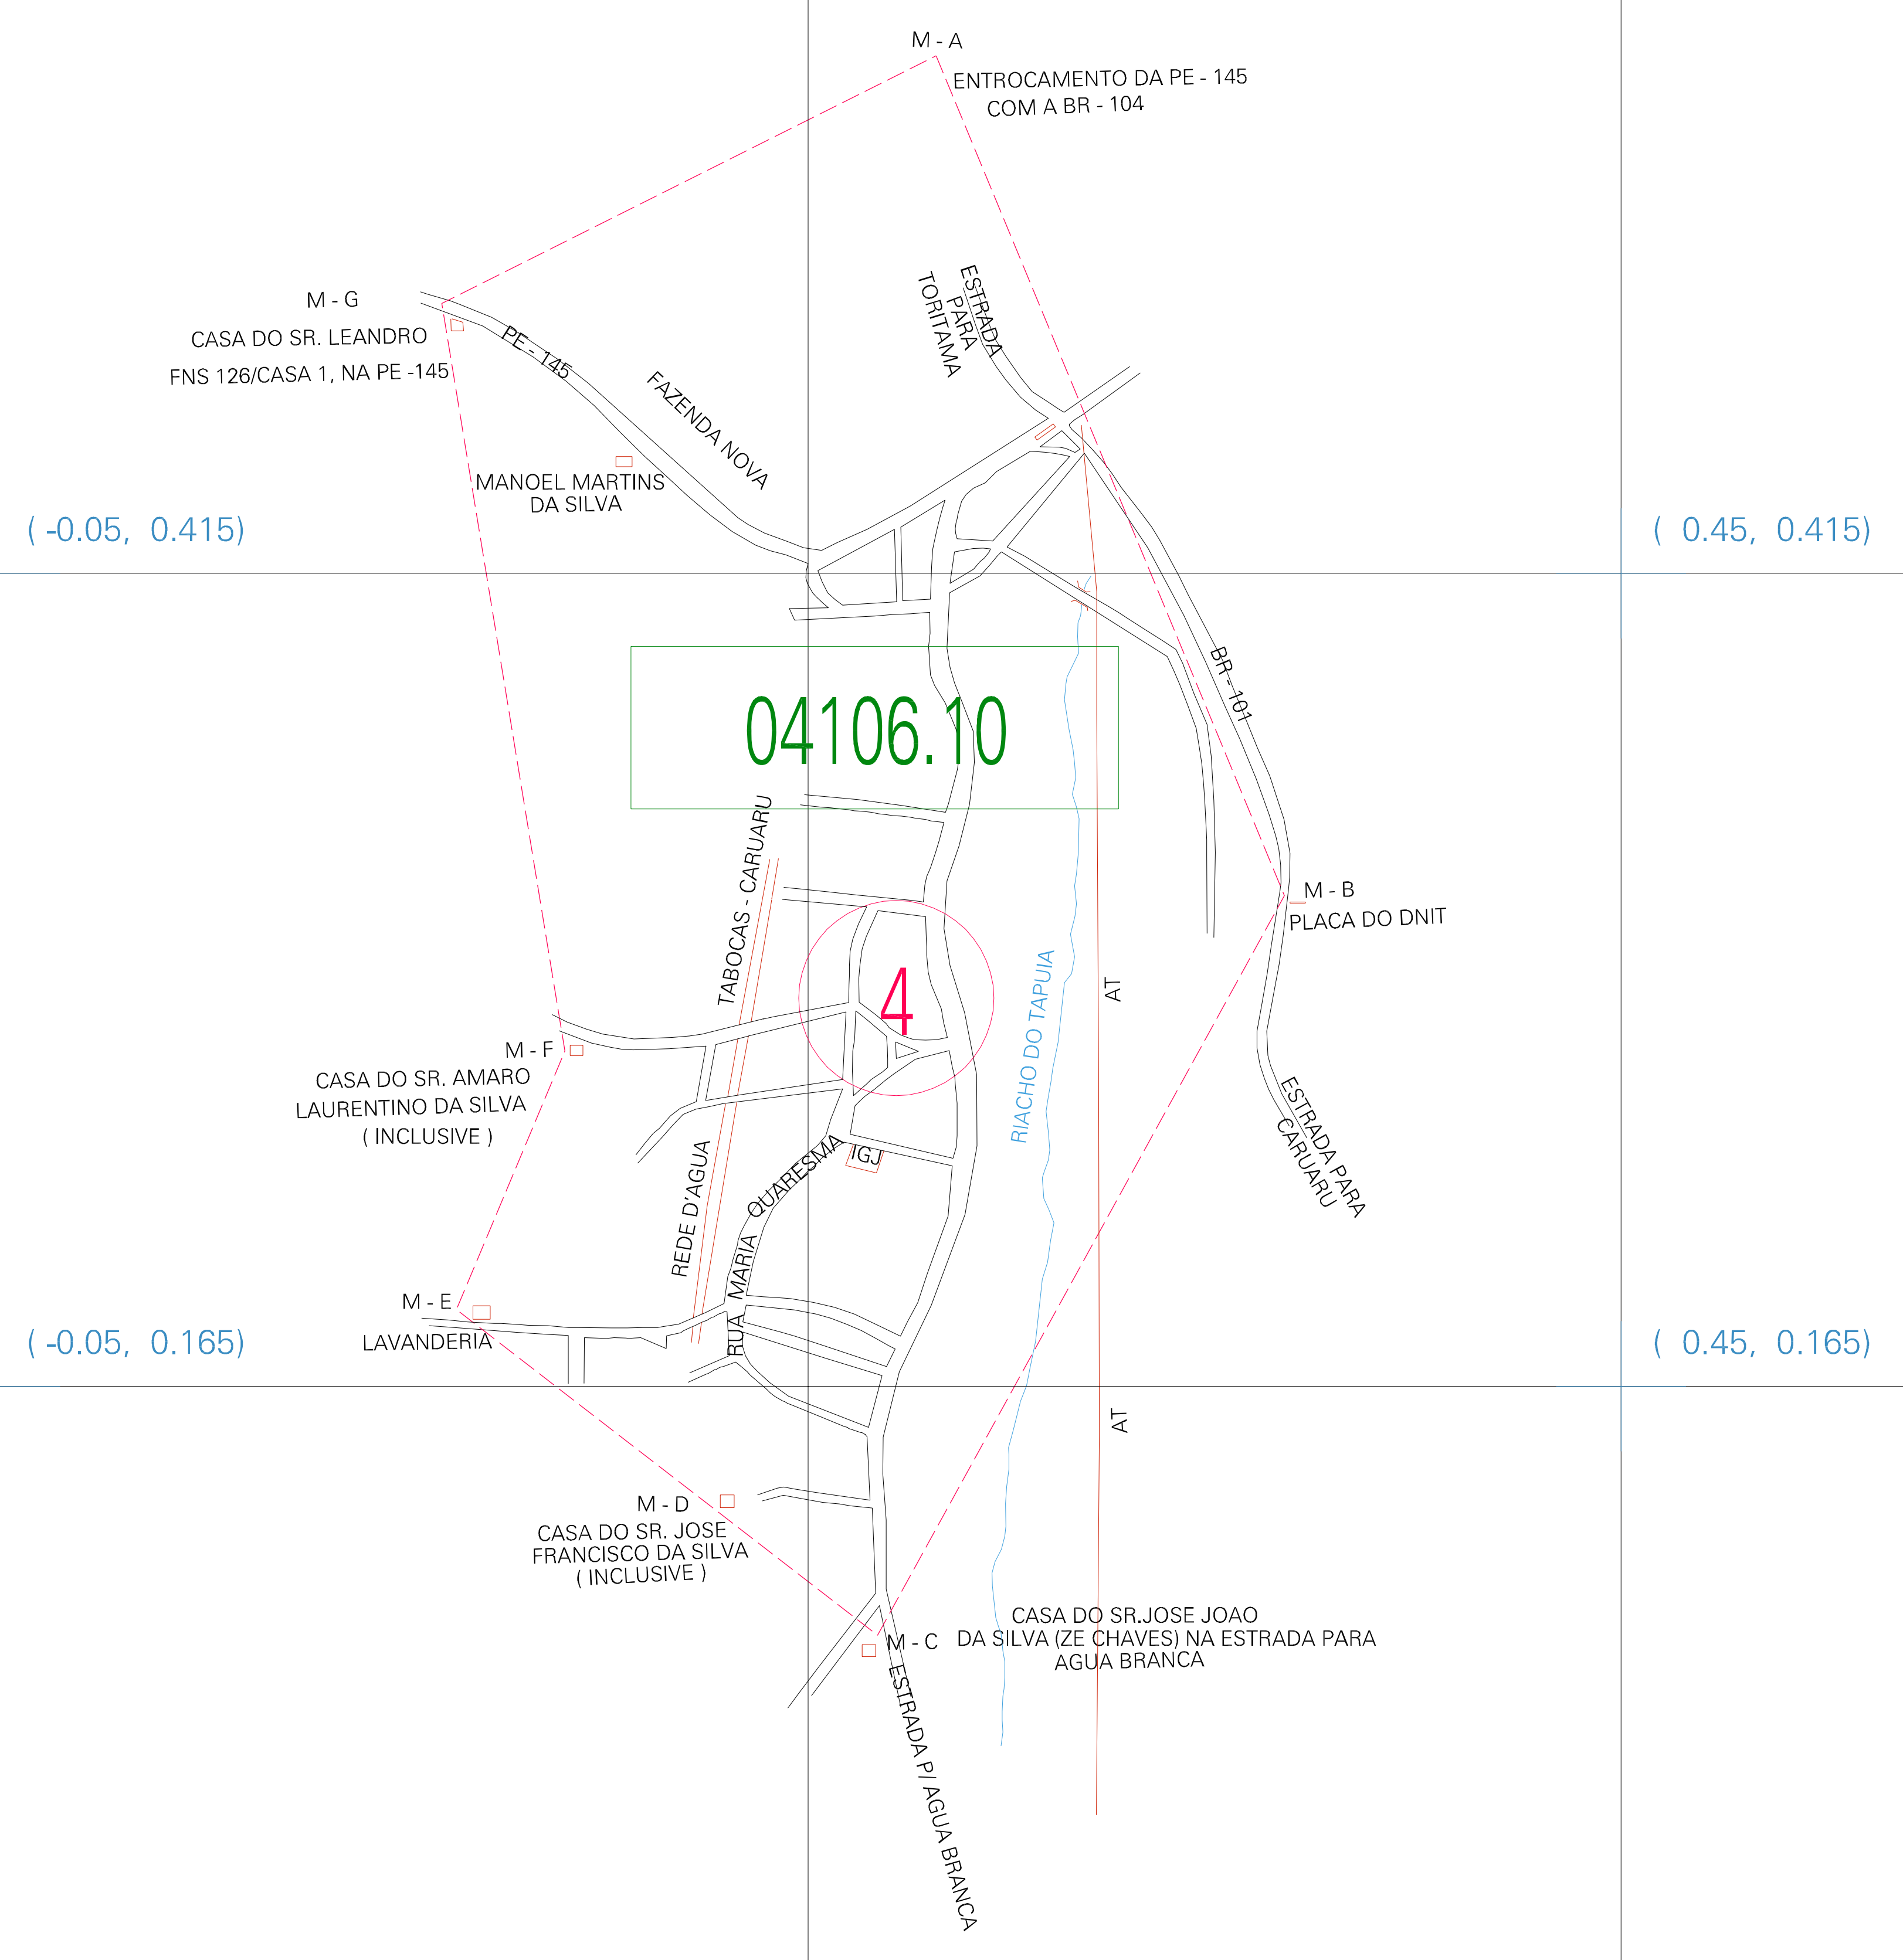 M - A
ENTROCAMENTO DA PE - 145
COM A BR - 104
ESTRADA
PARA
TORITAMA
M - G
CASA DO SR. LEANDRO
FNS 126/CASA 1, NA PE -145
PE - 145
FAZENDA NOVA
MANOEL MARTINS
DA SILVA
( -0.05, 0.415)
( 0.45, 0.415)
04106.10
BR - 101
TABOCAS - CARUARU
M - B
PLACA DO DNIT
4
RIACHO DO TAPUIA
AT
M - F
CASA DO SR. AMARO
LAURENTINO DA SILVA
( INCLUSIVE )
ESTRADA PARA
CARUARU
REDE D'AGUA
IGJ
RUA MARIA QUARESMA
M - E
LAVANDERIA
( -0.05, 0.165)
( 0.45, 0.165)
AT
M - D
CASA DO SR. JOSE
FRANCISCO DA SILVA
( INCLUSIVE )
M - C
CASA DO SR.JOSE JOAO
DA SILVA (ZE CHAVES) NA ESTRADA PARA
AGUA BRANCA
ESTRADA P/ AGUA BRANCA